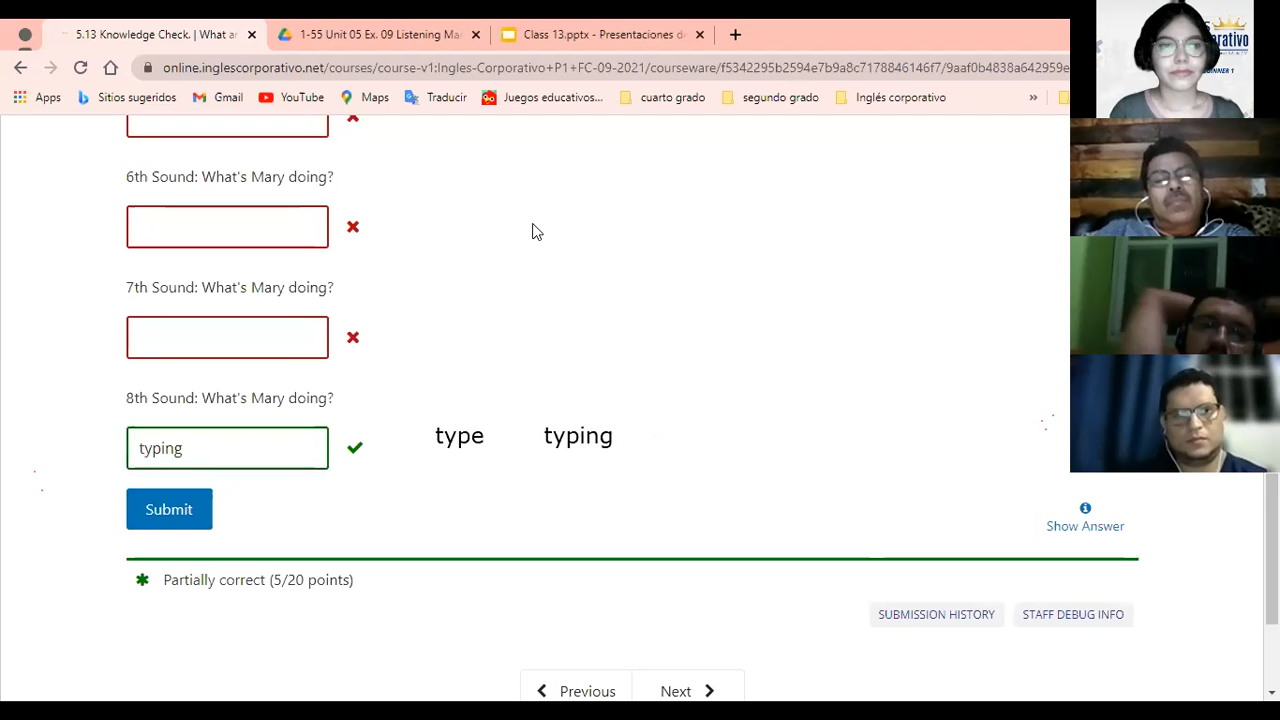 5.13 Knowledge Check. | What a
1-55 Unit 05 Ex. 09 Listening Ma
Class 13.pptx - Presentaciones d
online.inglescorporativo.net/courses/course-v1:Ingles-Corporativo+P1+FC-09-2021/courseware/f5342295b2594e7b9a8c7178846146f7/9aaf0b4838a642959e
Apps
Sitios sugeridos
Gmail
YouTube
Maps
Traducir
Juegos educativos...
cuarto grado
segundo grado
Inglés corporativo
»
6th Sound: What's Mary doing?
7th Sound: What's Mary doing?
8th Sound: What's Mary doing?
typing
type typing
Submit
Show Answer
Partially correct (5/20 points)
SUBMISSION HISTORY
STAFF DEBUG INFO
Previous
Next